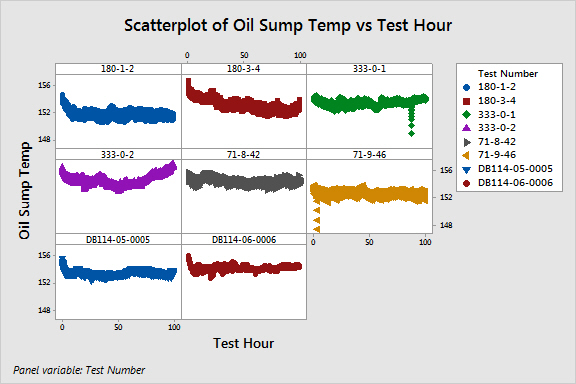 Scatterplot of Oil Sump Temp vs Test Hour
0 50 100
180-1-2 180-3-4 333-0-1
156
152
148
333-0-2 71-8-42 71-9-46
156
152
148
0 50 100
DB114-05-0005 DB114-06-0006
156
152
148
0 50 100
Oil Sump Temp
Test Hour
Test Number
180-1-2
180-3-4
333-0-1
333-0-2
71-8-42
71-9-46
DB114-05-0005
DB114-06-0006
Panel variable: Test Number